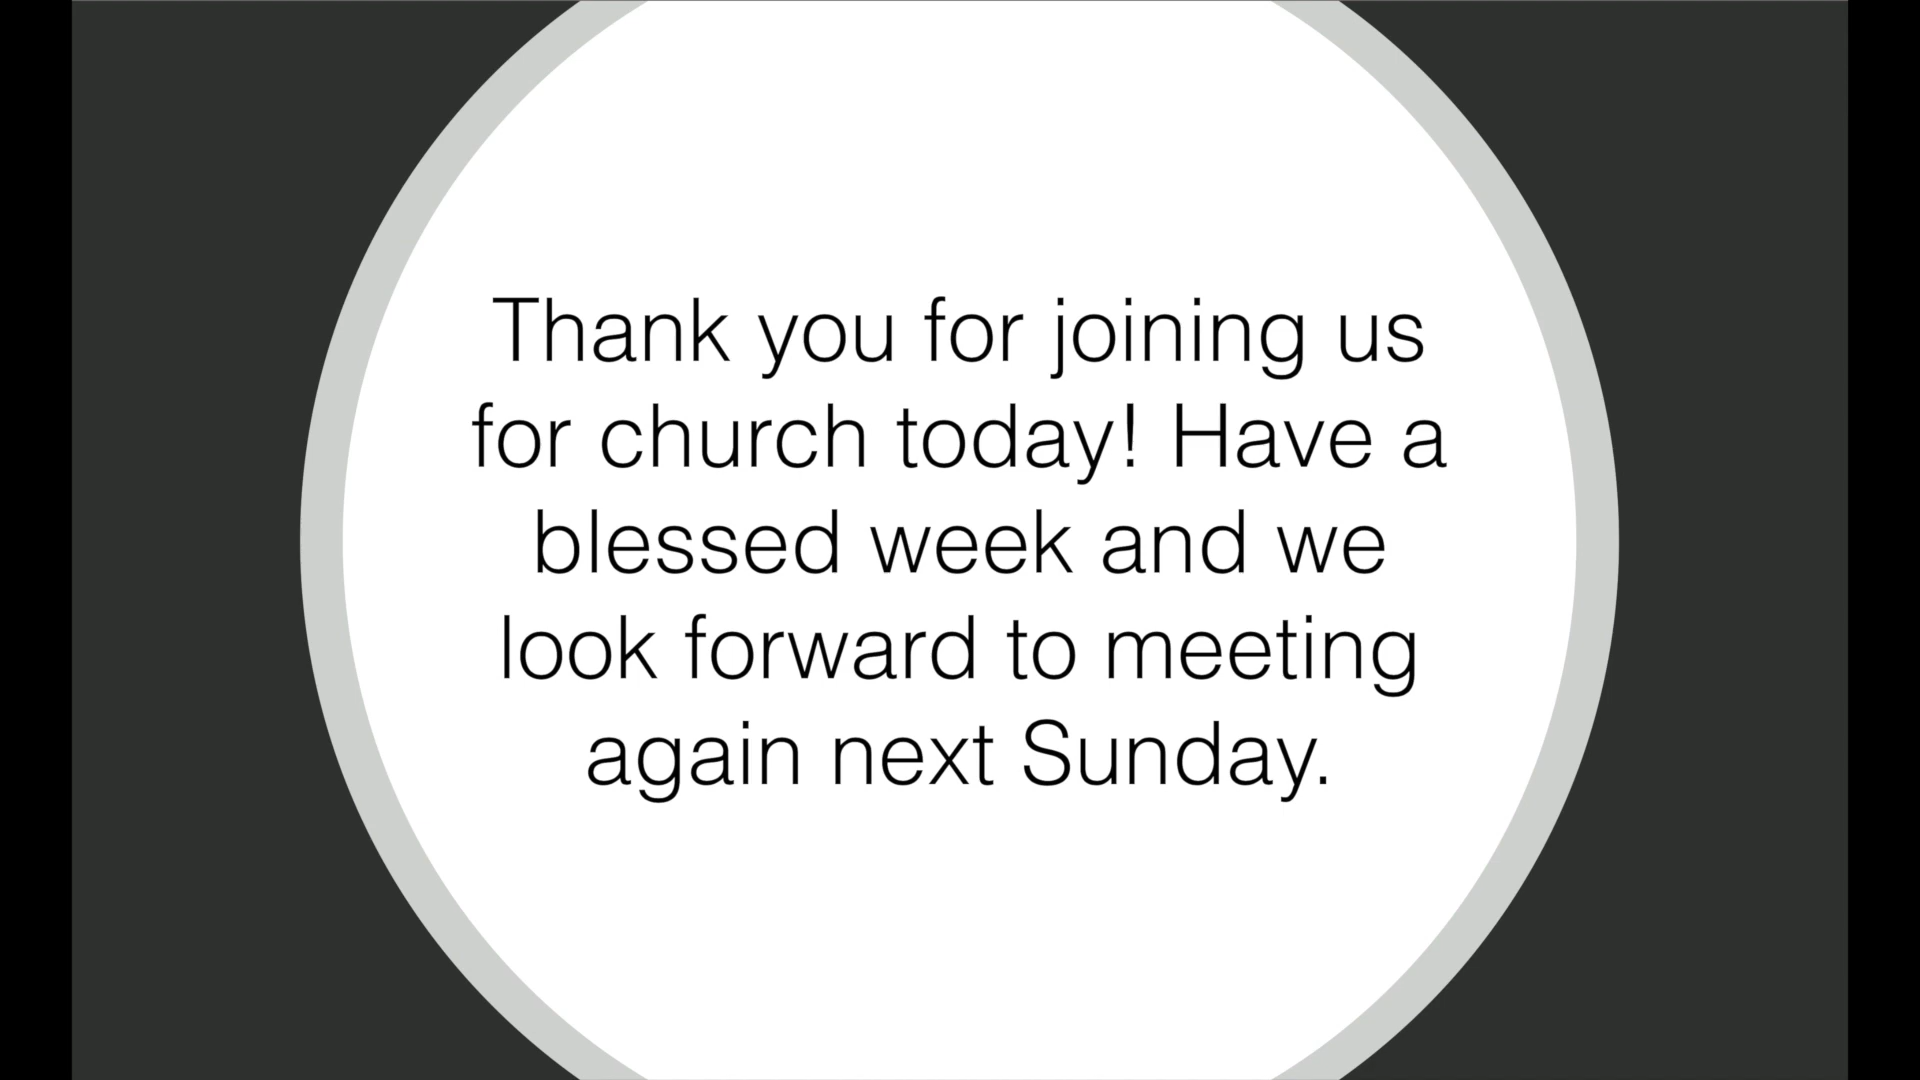 Thank you for joining us
for church today! Have a
blessed week and we
look forward to meeting
again next Sunday.